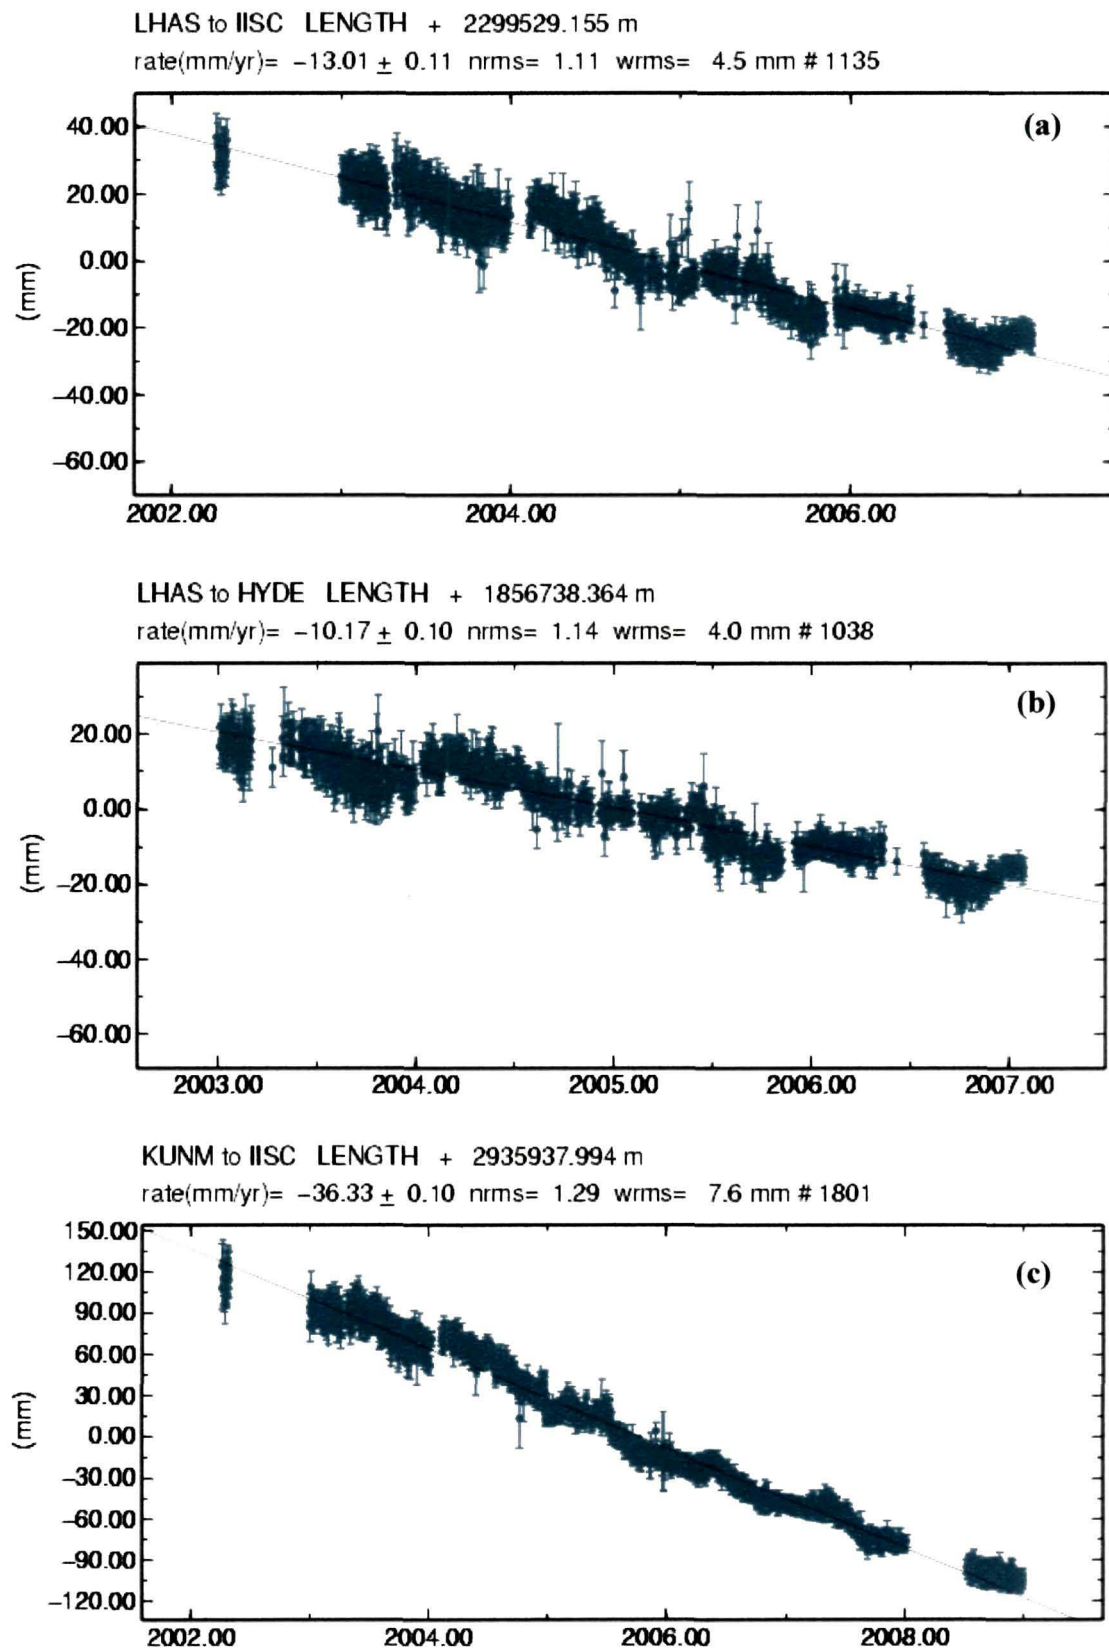 LHAS to IISC LENGTH + 2299529.155 m
rate(mm/yr)= −13.01 ± 0.11 nrms= 1.11 wrms= 4.5 mm # 1135
(a)
40.00
20.00
0.00
−20.00
−40.00
−60.00
(mm)
2002.00 2004.00 2006.00
LHAS to HYDE LENGTH + 1856738.364 m
rate(mm/yr)= −10.17 ± 0.10 nrms= 1.14 wrms= 4.0 mm # 1038
(b)
20.00
0.00
−20.00
−40.00
−60.00
(mm)
2003.00 2004.00 2005.00 2006.00 2007.00
KUNM to IISC LENGTH + 2935937.994 m
rate(mm/yr)= −36.33 ± 0.10 nrms= 1.29 wrms= 7.6 mm # 1801
(c)
150.00
120.00
90.00
60.00
30.00
0.00
−30.00
−60.00
−90.00
−120.00
(mm)
2002.00 2004.00 2006.00 2008.00